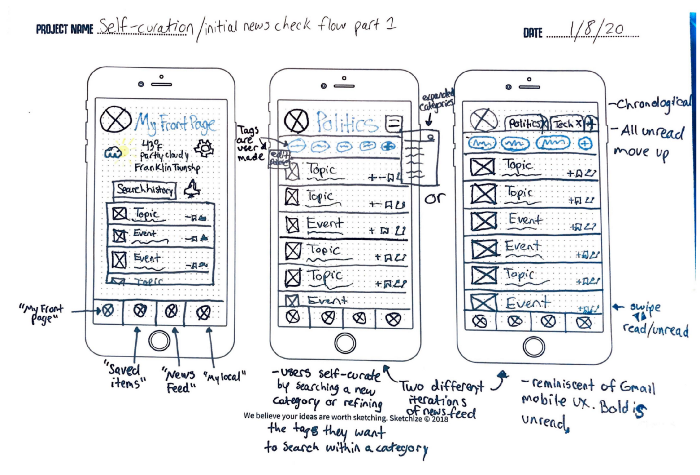 PROJECT NAME Self-curation/initial news check flow part 1
DATE 1/8/20
My Front Page
43°F
partly cloudy
Franklin Township
Search history
Topic
Event
Event
Topic
"My Front
Page"
"Saved
items"
"News
Feed"
"My local"
Tags
are
user
made
expanded
categories
Politics
Topic
Topic
Event
Topic
Topic
Event
or
- users self-curate
by searching a new
category or refining
the tags they want
to search within a category
Two different
iterations
of news feed
We believe your ideas are worth sketching. Sketchize © 2018
Politics x Tech x +
Topic
Topic
Event
Event
Topic
Event
- Chronological
- All unread
move up
swipe
read/unread
- reminiscent of Gmail
mobile UX. Bold is
unread.